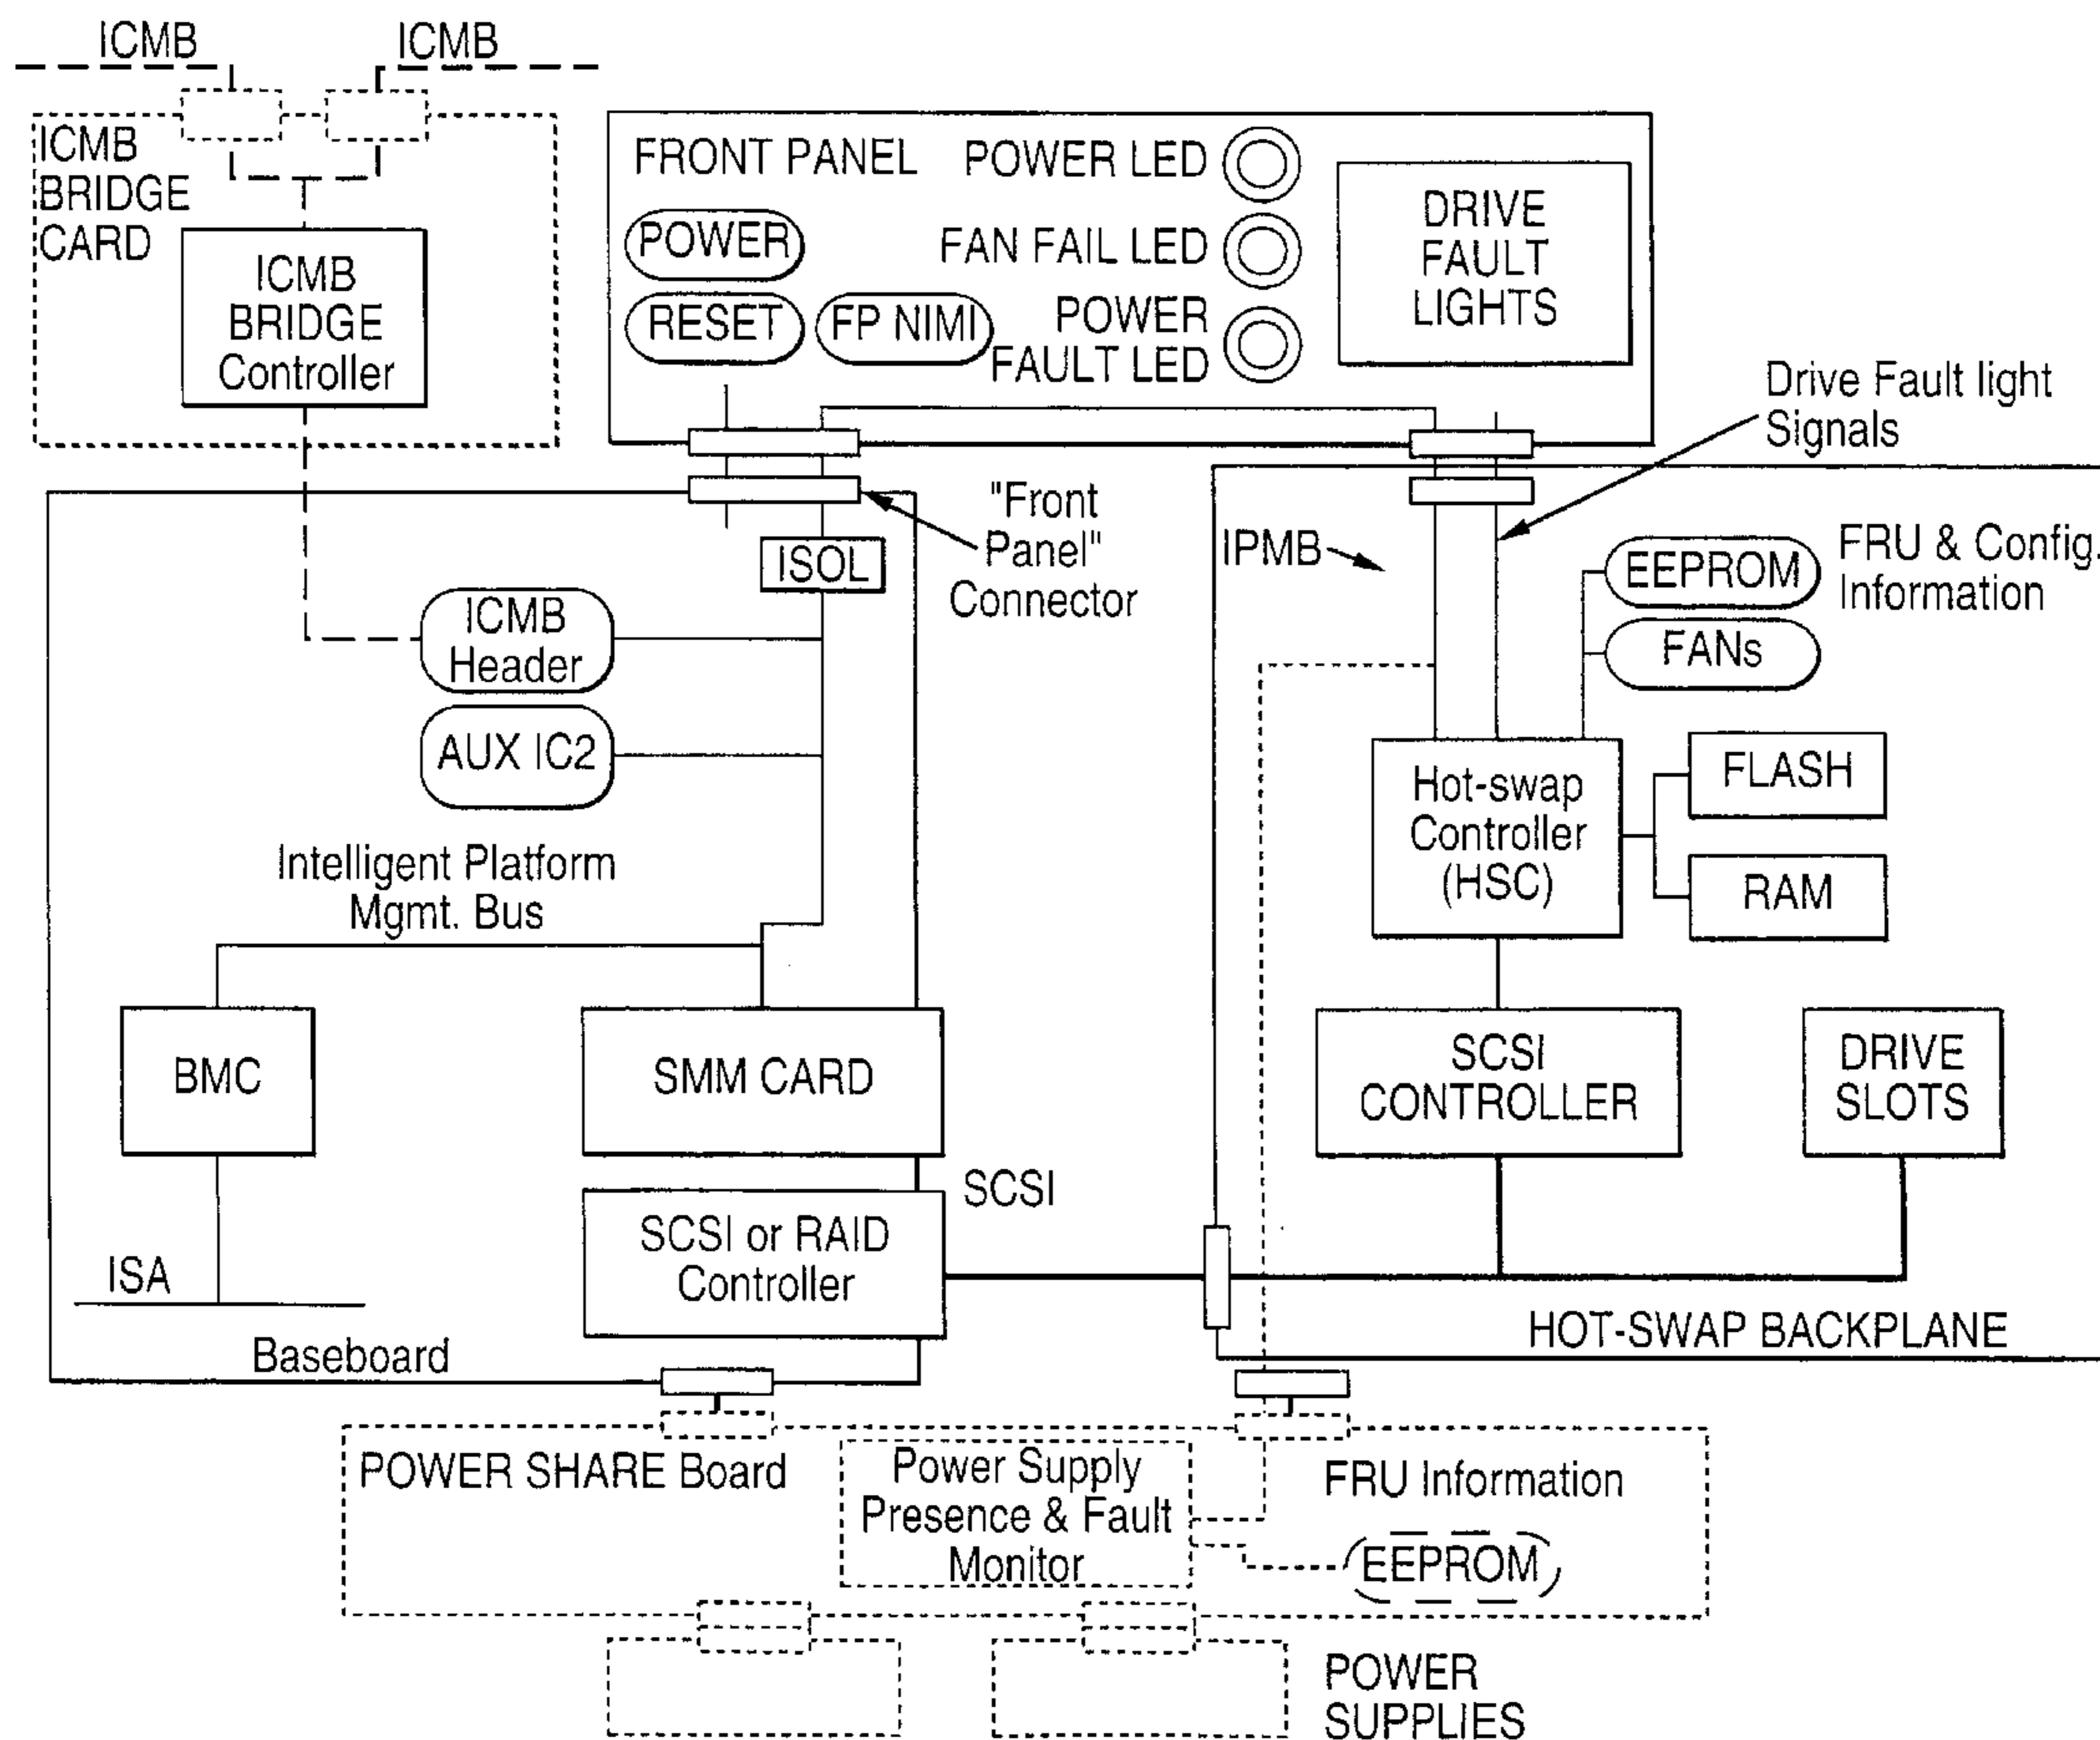 ICMB
ICMB
ICMB
BRIDGE
CARD
ICMB
BRIDGE
Controller
FRONT PANEL
POWER LED
POWER
FAN FAIL LED
RESET
FP NIMI
POWER
FAULT LED
DRIVE
FAULT
LIGHTS
Drive Fault light
Signals
"Front
Panel"
Connector
ISOL
ICMB
Header
AUX IC2
Intelligent Platform
Mgmt. Bus
BMC
SMM CARD
SCSI
SCSI or RAID
Controller
ISA
Baseboard
IPMB
EEPROM
FRU & Config.
Information
FANs
Hot-swap
Controller
(HSC)
FLASH
RAM
SCSI
CONTROLLER
DRIVE
SLOTS
HOT-SWAP BACKPLANE
POWER SHARE Board
Power Supply
Presence & Fault
Monitor
FRU Information
EEPROM
POWER
SUPPLIES